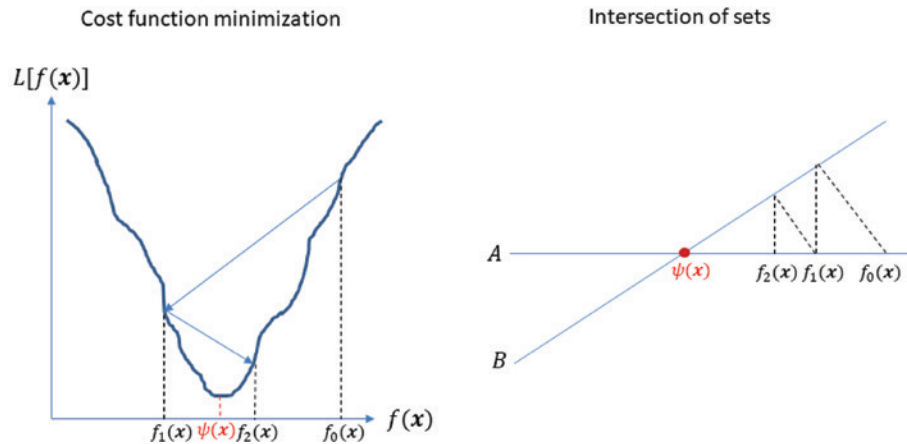 Cost function minimization
L[f(x)]
f₁(x) ψ(x) f₂(x) f₀(x) f(x)
Intersection of sets
A
ψ(x) f₂(x) f₁(x) f₀(x)
B